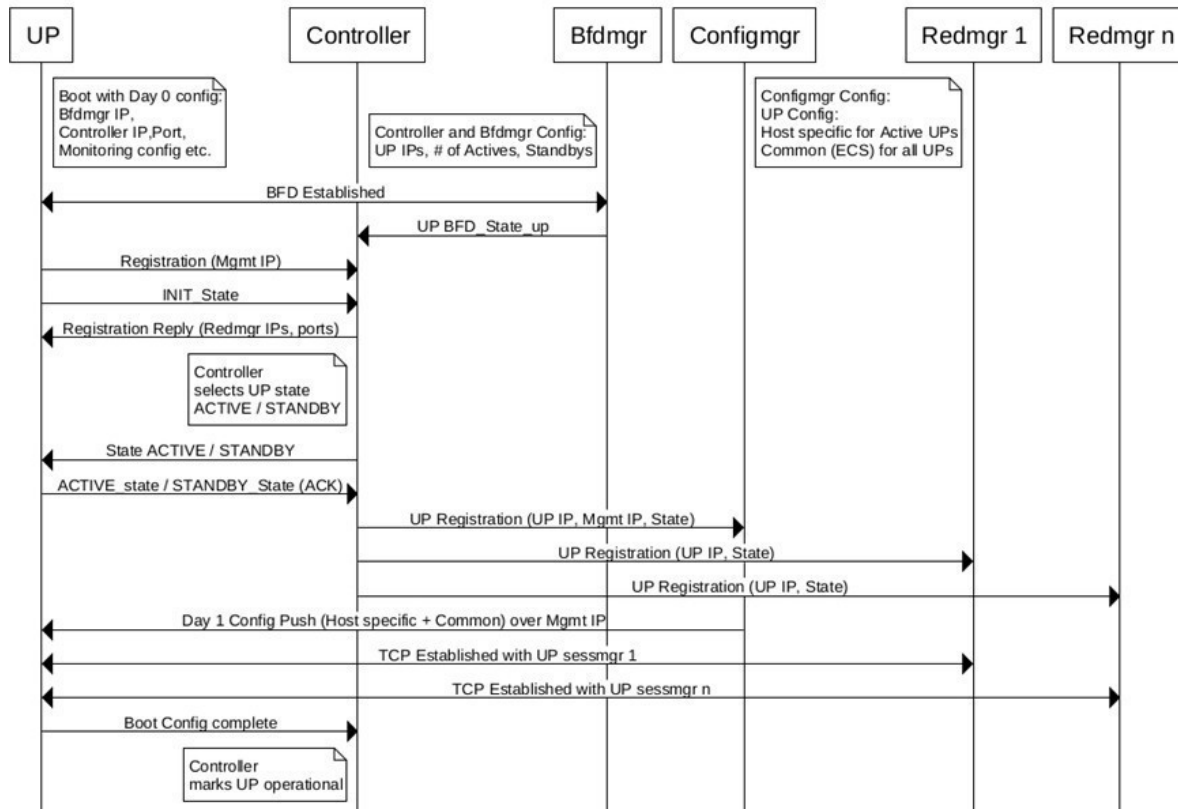 UP
Controller
Bfdmgr
Configmgr
Redmgr 1
Redmgr n
Boot with Day 0 config:
Bfdmgr IP,
Controller IP,Port,
Monitoring config etc.
Controller and Bfdmgr Config:
UP IPs, # of Actives, Standbys
Configmgr Config:
UP Config:
Host specific for Active UPs
Common (ECS) for all UPs
BFD Established
UP BFD_State_up
Registration (Mgmt IP)
INIT_State
Registration Reply (Redmgr IPs, ports)
Controller
selects UP state
ACTIVE / STANDBY
State ACTIVE / STANDBY
ACTIVE_state / STANDBY_State (ACK)
UP Registration (UP IP, Mgmt IP, State)
UP Registration (UP IP, State)
UP Registration (UP IP, State)
Day 1 Config Push (Host specific + Common) over Mgmt IP
TCP Established with UP sessmgr 1
TCP Established with UP sessmgr n
Boot Config complete
Controller
marks UP operational